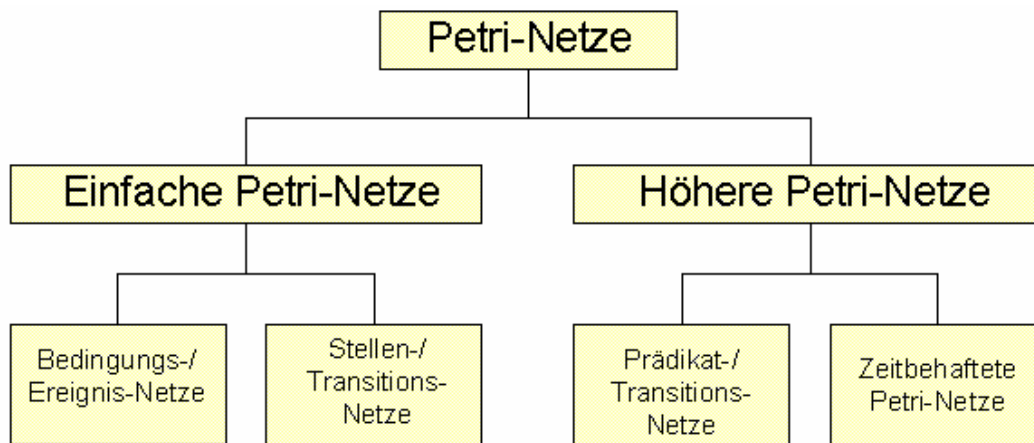 Petri-Netze
Einfache Petri-Netze
Höhere Petri-Netze
Bedingungs-/
Ereignis-Netze
Stellen-/
Transitions-
Netze
Prädikat-/
Transitions-
Netze
Zeitbehaftete
Petri-Netze